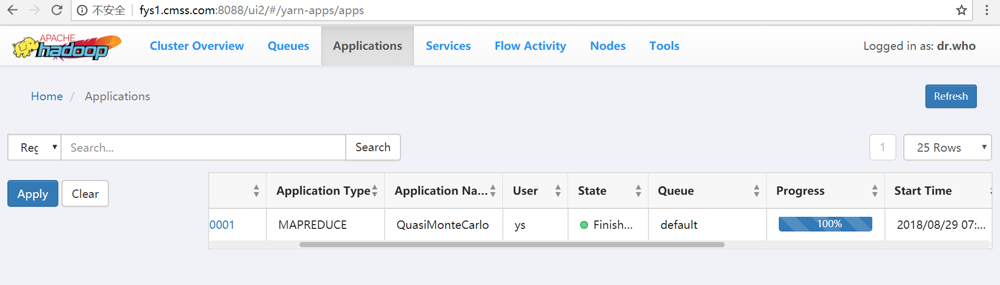 不安全 fys1.cmss.com:8088/ui2/#/yarn-apps/apps
APACHE
hadoop
Cluster Overview Queues Applications Services Flow Activity Nodes Tools Logged in as: dr.who
Home / Applications Refresh
Reg Search... Search 1 25 Rows
Apply Clear
Application Type Application Na... User State Queue Progress Start Time
0001 MAPREDUCE QuasiMonteCarlo ys Finish... default 100% 2018/08/29 07:...